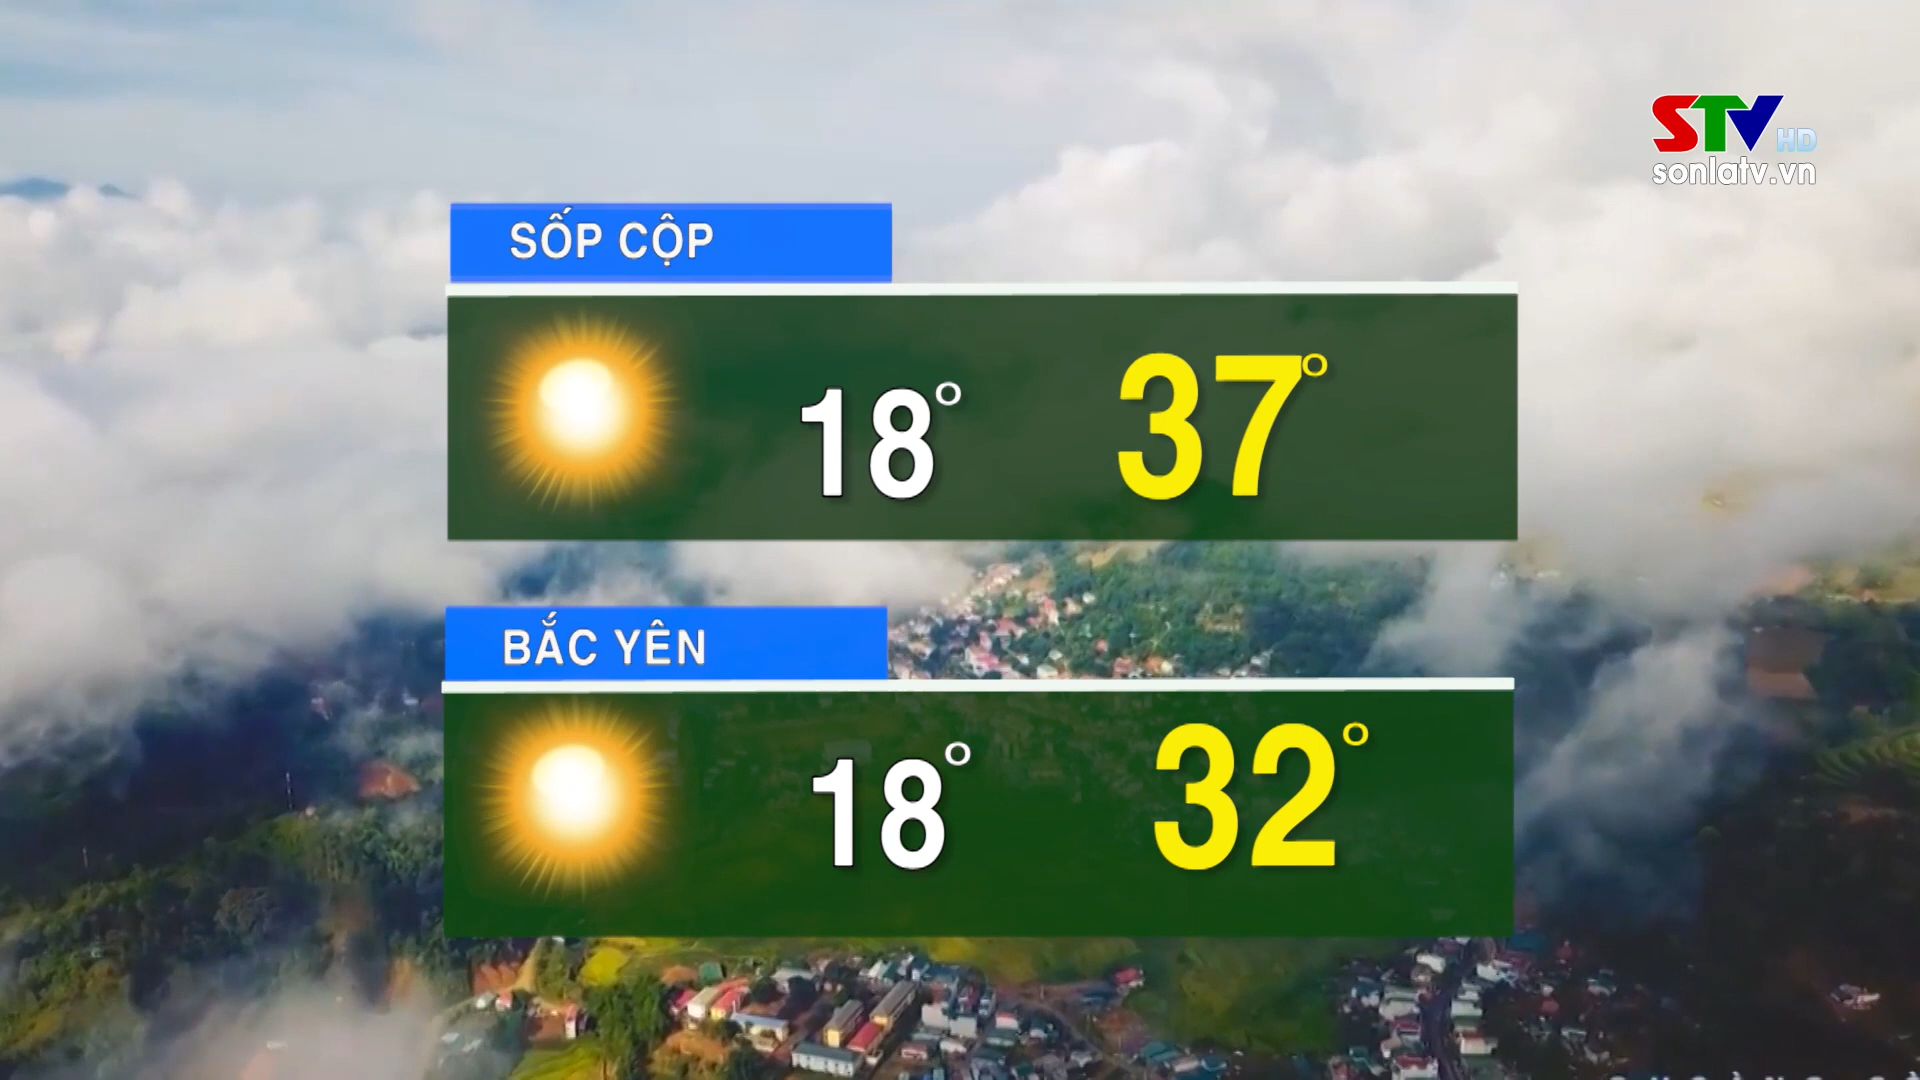 STV HD
sonlatv.vn
SỐP CỘP
18° 37°
BẮC YÊN
18° 32°